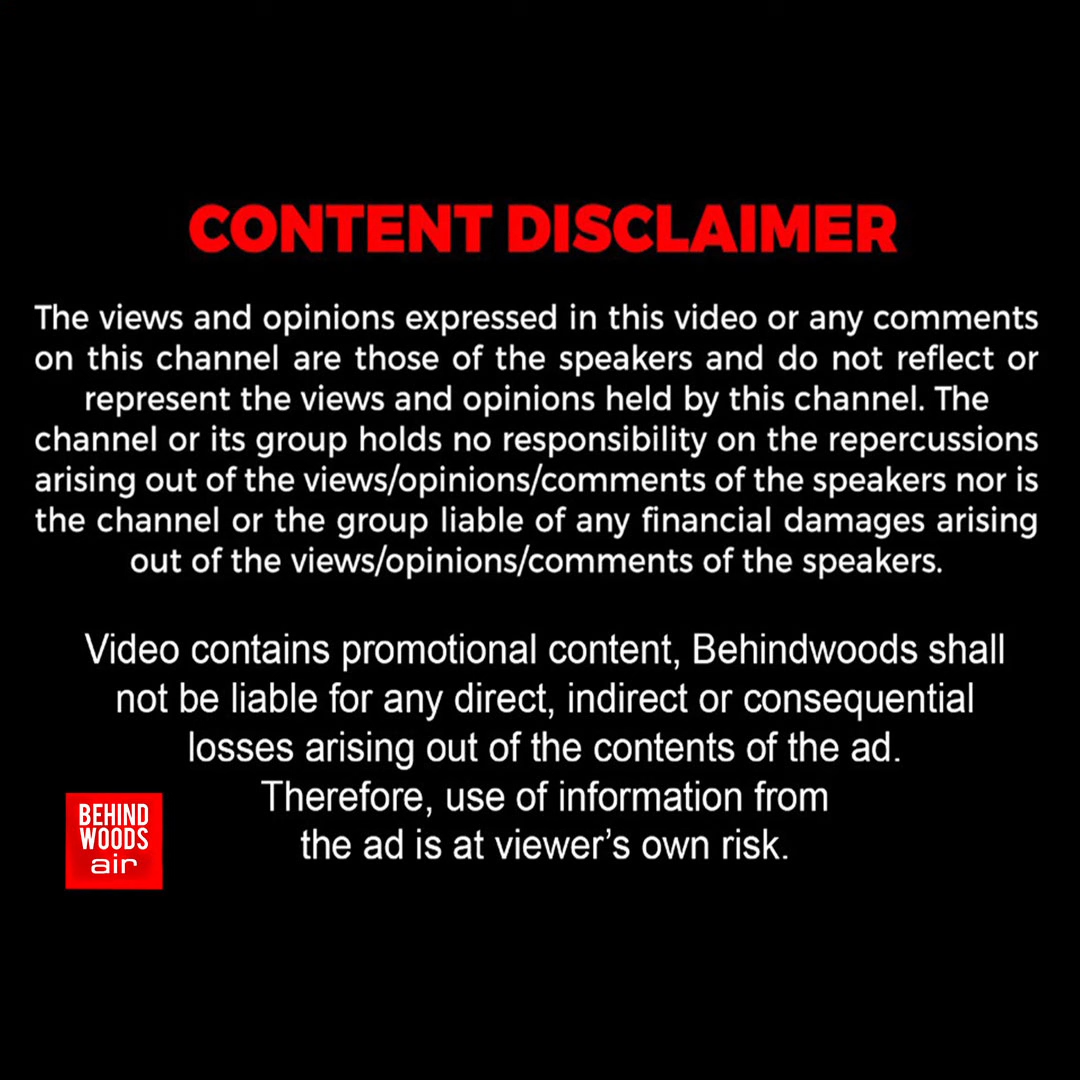 CONTENT DISCLAIMER
The views and opinions expressed in this video or any comments
on this channel are those of the speakers and do not reflect or
represent the views and opinions held by this channel. The
channel or its group holds no responsibility on the repercussions
arising out of the views/opinions/comments of the speakers nor is
the channel or the group liable of any financial damages arising
out of the views/opinions/comments of the speakers.
Video contains promotional content, Behindwoods shall
not be liable for any direct, indirect or consequential
losses arising out of the contents of the ad.
Therefore, use of information from
the ad is at viewer’s own risk.
BEHIND
WOODS
air